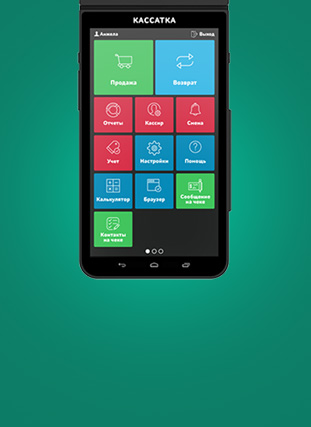 КАССАТКА
Анжела Выход
Продажа Возврат
Отчеты Кассир Смена
Учет Настройки Помощь
Калькулятор Браузер Сообщение
на чеке
Контакты
на чеке